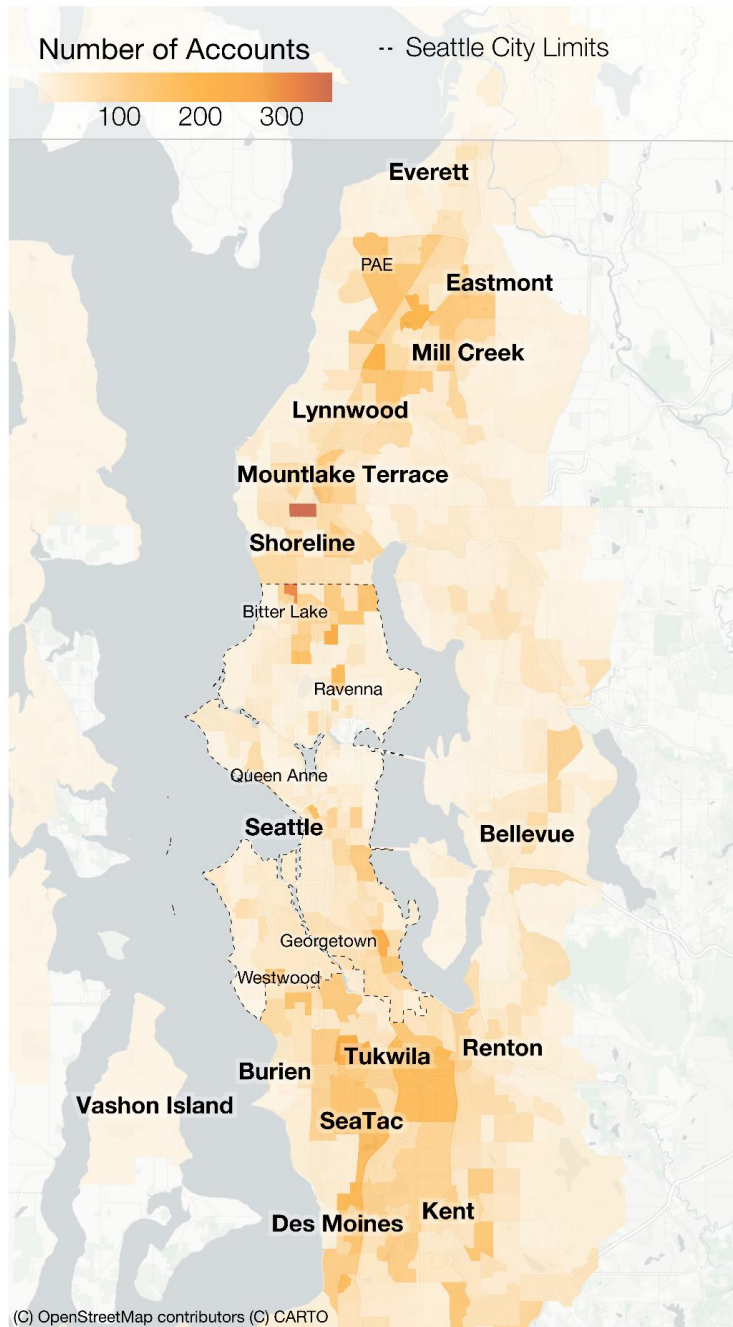 Number of Accounts
-- Seattle City Limits
100 200 300
Everett
PAE
Eastmont
Mill Creek
Lynnwood
Mountlake Terrace
Shoreline
Bitter Lake
Ravenna
Queen Anne
Seattle
Bellevue
Georgetown
Westwood
Renton
Tukwila
Burien
Vashon Island
SeaTac
Kent
Des Moines
(C) OpenStreetMap contributors (C) CARTO